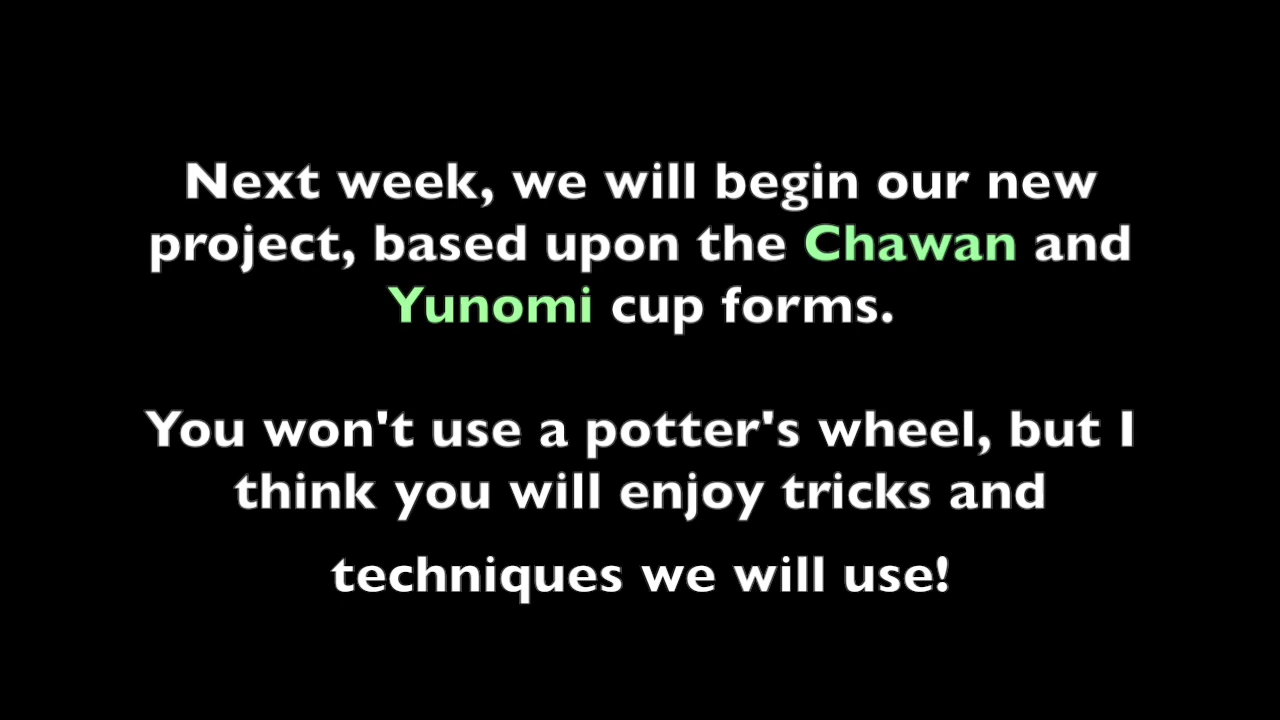 Next week, we will begin our new
project, based upon the Chawan and
Yunomi cup forms.
You won't use a potter's wheel, but I
think you will enjoy tricks and
techniques we will use!